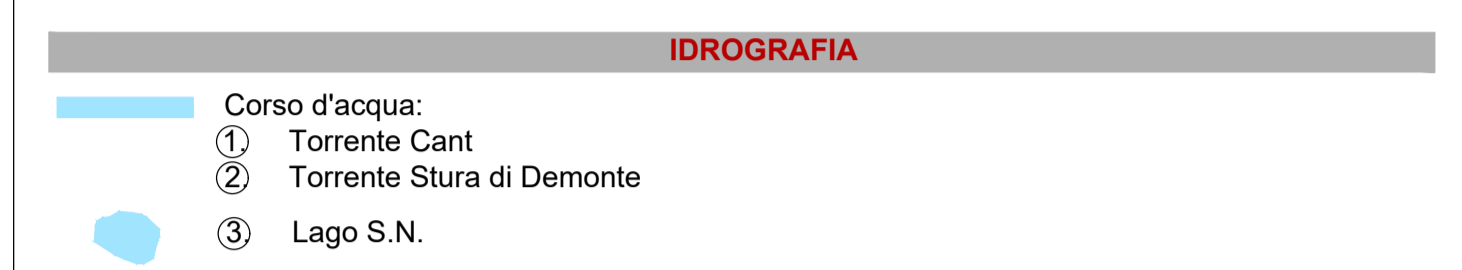 IDROGRAFIA
Corso d'acqua:
1. Torrente Cant
2. Torrente Stura di Demonte
3. Lago S.N.